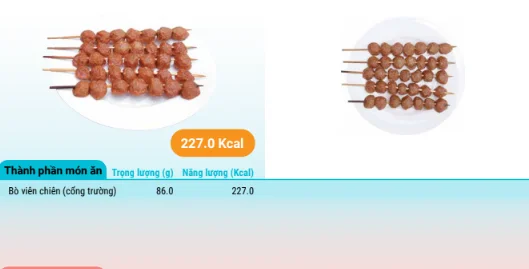 227.0 Kcal
Thành phần món ăn Trọng lượng (g) Năng lượng (Kcal)
Bò viên chiên (cổng trường) 86.0 227.0